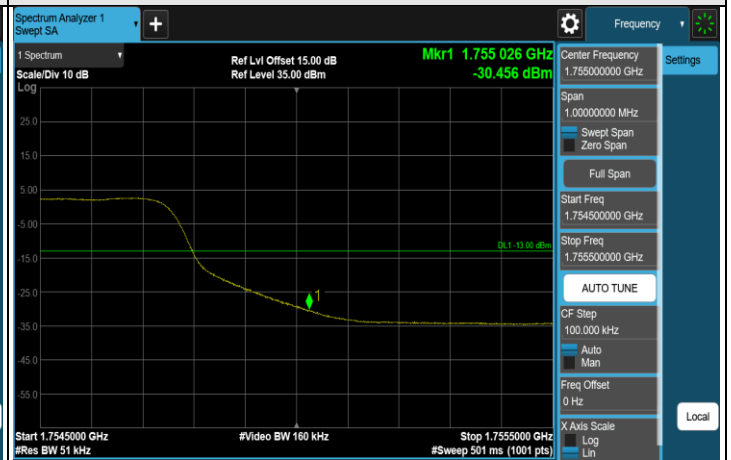 Spectrum Analyzer 1
Swept SA
+
Frequency
1 Spectrum
Scale/Div 10 dB
Log
Ref Lvl Offset 15.00 dB
Ref Level 35.00 dBm
Mkr1 1.755 026 GHz
-30.456 dBm
25.0
15.0
5.00
-5.00
-15.0
-25.0
-35.0
-45.0
-55.0
DL1 -13.00 dBm
1
Start 1.7545000 GHz
#Res BW 51 kHz
#Video BW 160 kHz
Stop 1.7555000 GHz
#Sweep 501 ms (1001 pts)
Center Frequency
1.755000000 GHz
Settings
Span
1.00000000 MHz
Swept Span
Zero Span
Full Span
Start Freq
1.754500000 GHz
Stop Freq
1.755500000 GHz
AUTO TUNE
CF Step
100.000 kHz
Auto
Man
Freq Offset
0 Hz
X Axis Scale
Log
Lin
Local